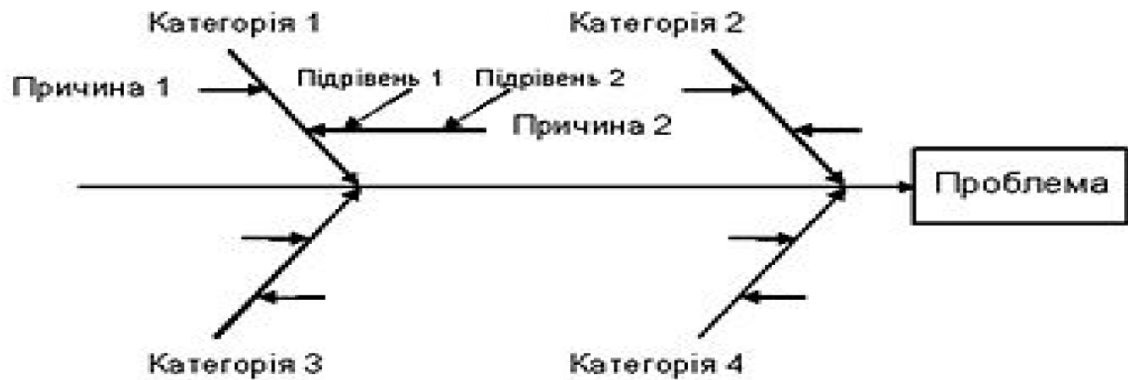 Категорія 1
Категорія 2
Причина 1
Підрівень 1
Підрівень 2
Причина 2
Проблема
Категорія 3
Категорія 4